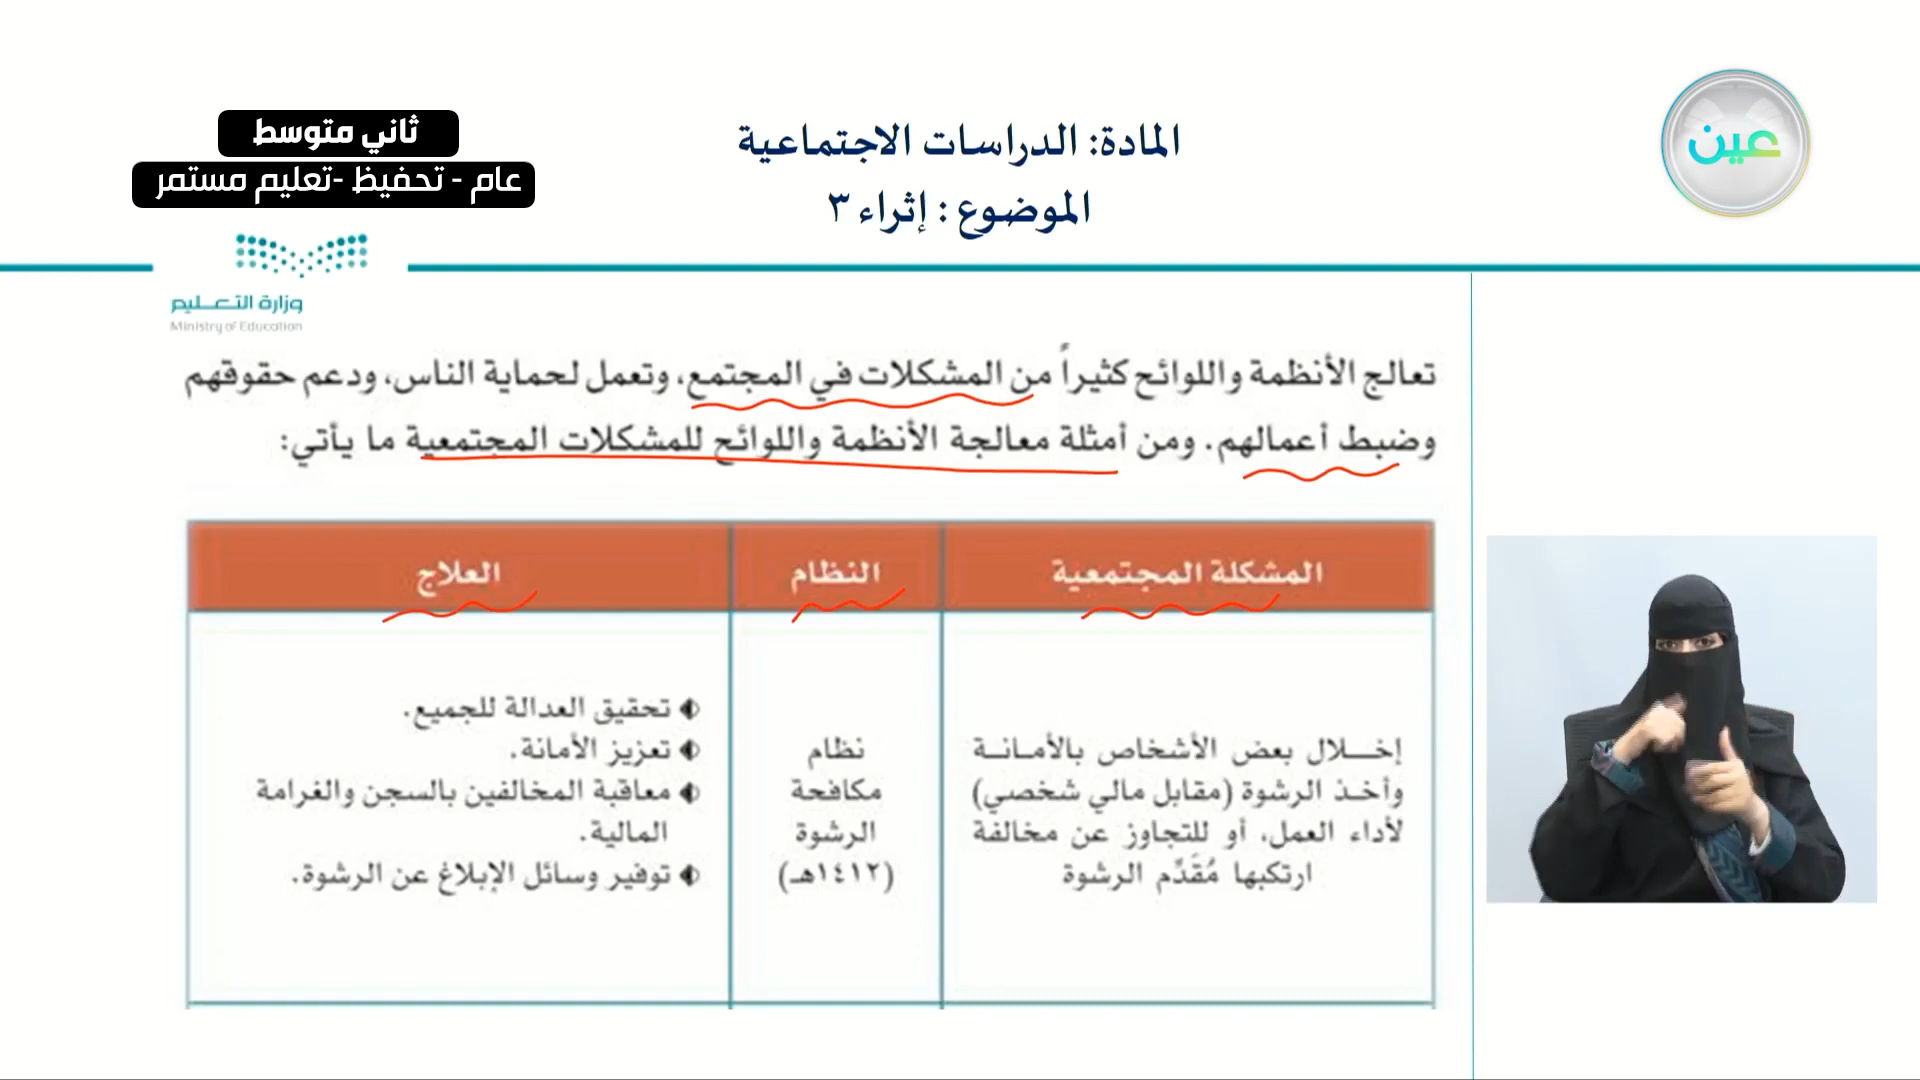 ثاني متوسط
عام - تحفيظ -تعليم مستمر
المادة: الدراسات الاجتماعية
الموضوع : إثراء ٣
عين
وزارة التعـــليم
Ministry of Education
تعالج الأنظمة واللوائح كثيراً من المشكلات في المجتمع، وتعمل لحماية الناس، ودعم حقوقهم
وضبط أعمالهم. ومن أمثلة معالجة الأنظمة واللوائح للمشكلات المجتمعية ما يأتي:
المشكلة المجتمعية
النظام
العلاج
إخـــلال بعض الأشخاص بالأمـانــة
وأخـذ الرشوة (مقابل مالي شخصي)
لأداء العمل، أو للتجاوز عن مخالفة
ارتكبها مُقَدِّم الرشوة
نظام
مكافحة
الرشوة
(١٤١٢هـ)
تحقيق العدالة للجميع.
تعزيز الأمانة.
معاقبة المخالفين بالسجن والغرامة
المالية.
توفير وسائل الإبلاغ عن الرشوة.